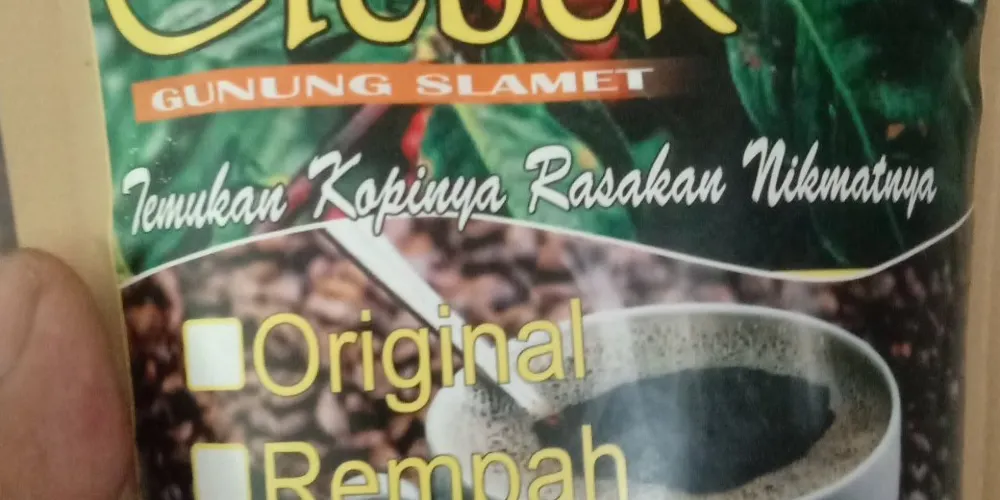 GUNUNG SLAMET
Temukan Kopinya Rasakan Nikmatnya
Original
Rempah